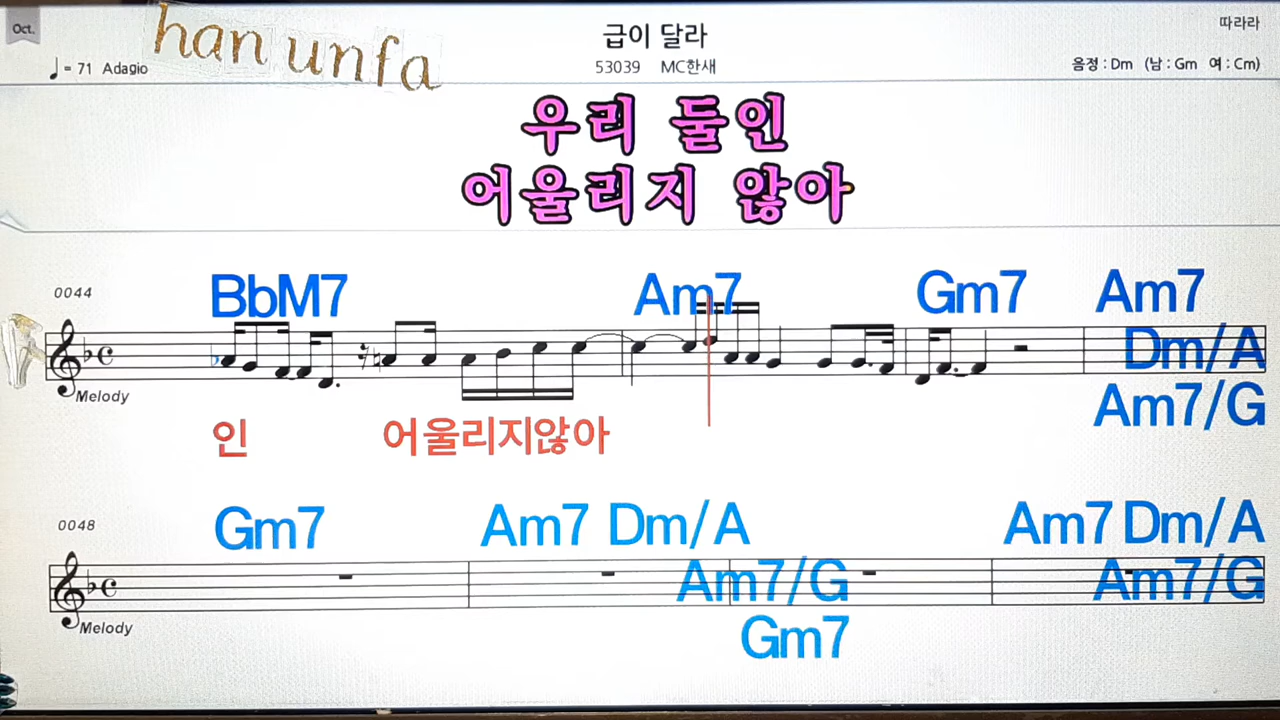 Oct.
han unfa
급이 달라
따라라
♩= 71 Adagio
53039 MC한새
음정 : Dm (남 : Gm 여 : Cm)
우리 둘인
어울리지 않아
0044
BbM7 Am7 Gm7 Am7
Dm/A
Am7/G
Melody
인 어울리지않아
0048
Gm7 Am7 Dm/A Am7 Dm/A
Am7/G Am7/G
Gm7
Melody